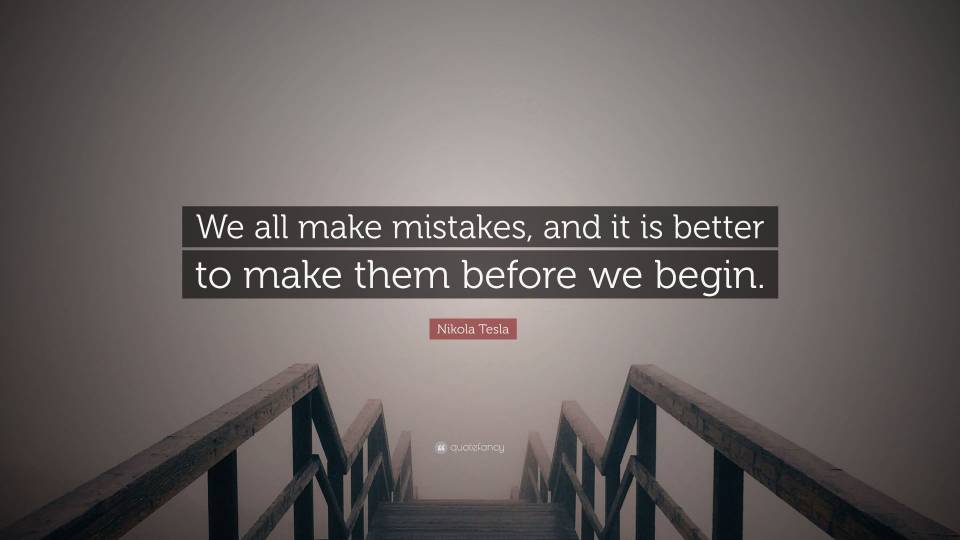 We all make mistakes, and it is better
to make them before we begin.
Nikola Tesla
quotefancy